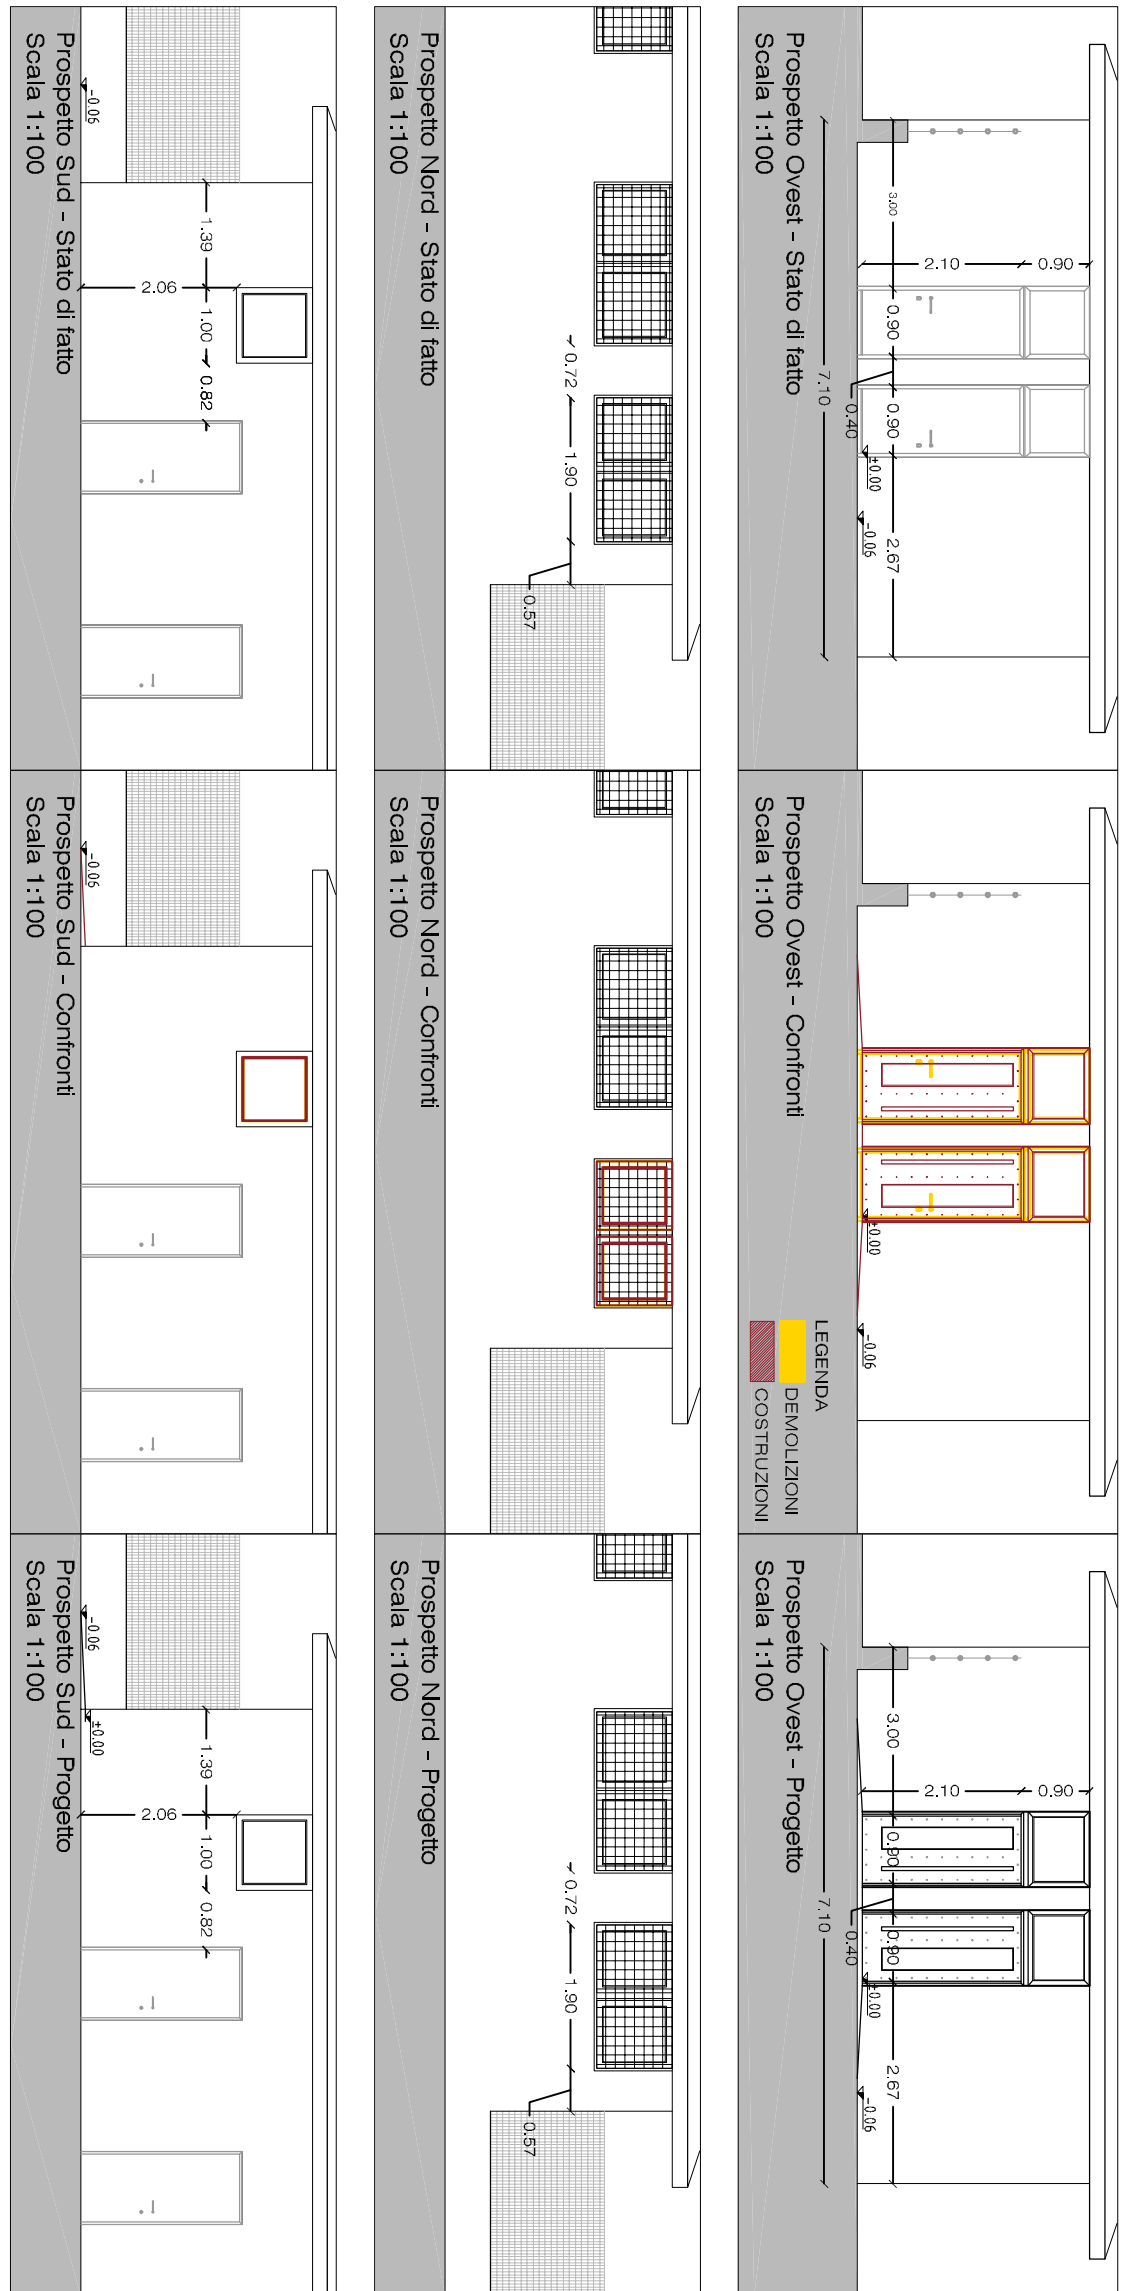 Prospetto Ovest - Stato di fatto
Scala 1:100
3.00
2.10
0.90
0.90
0.40
0.90
7.10
±0.00
-0.06
2.67
Prospetto Ovest - Confronti
Scala 1:100
±0.00
-0.06
LEGENDA
DEMOLIZIONI
COSTRUZIONI
Prospetto Ovest - Progetto
Scala 1:100
3.00
2.10
0.90
0.90
0.40
0.90
7.10
±0.00
-0.06
2.67
Prospetto Nord - Stato di fatto
Scala 1:100
0.72
1.90
0.57
Prospetto Nord - Confronti
Scala 1:100
Prospetto Nord - Progetto
Scala 1:100
0.72
1.90
0.57
Prospetto Sud - Stato di fatto
Scala 1:100
-0.06
1.39
2.06
1.00
0.82
Prospetto Sud - Confronti
Scala 1:100
-0.06
Prospetto Sud - Progetto
Scala 1:100
-0.06
±0.00
1.39
2.06
1.00
0.82